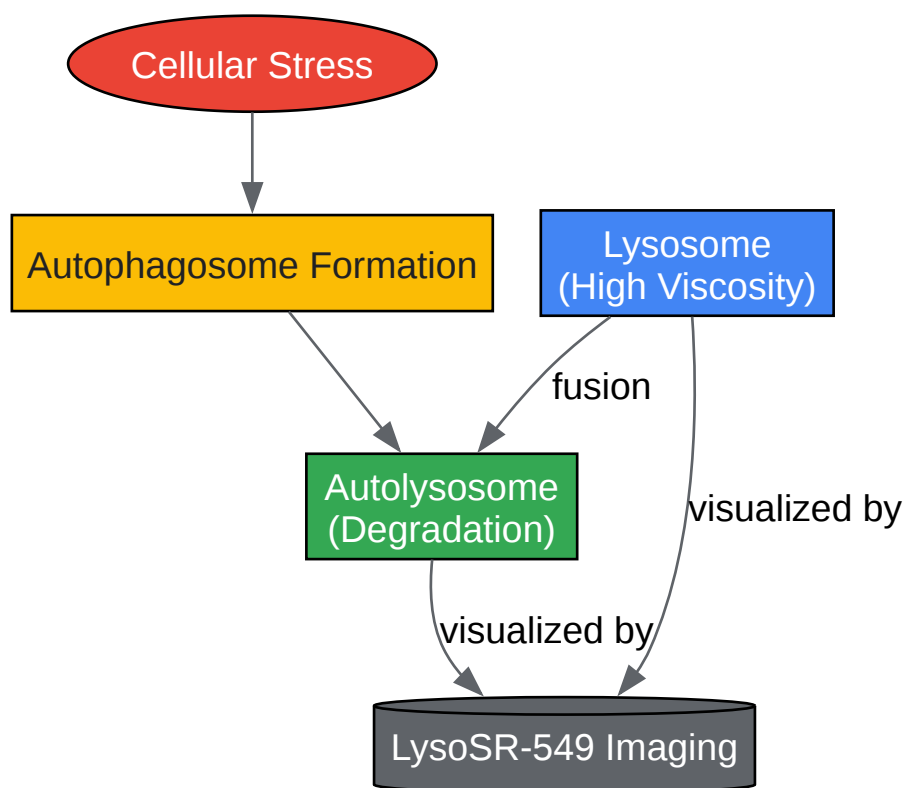 Cellular Stress
Autophagosome Formation
Lysosome
(High Viscosity)
fusion
Autolysosome
(Degradation)
visualized by
visualized by
LysoSR-549 Imaging